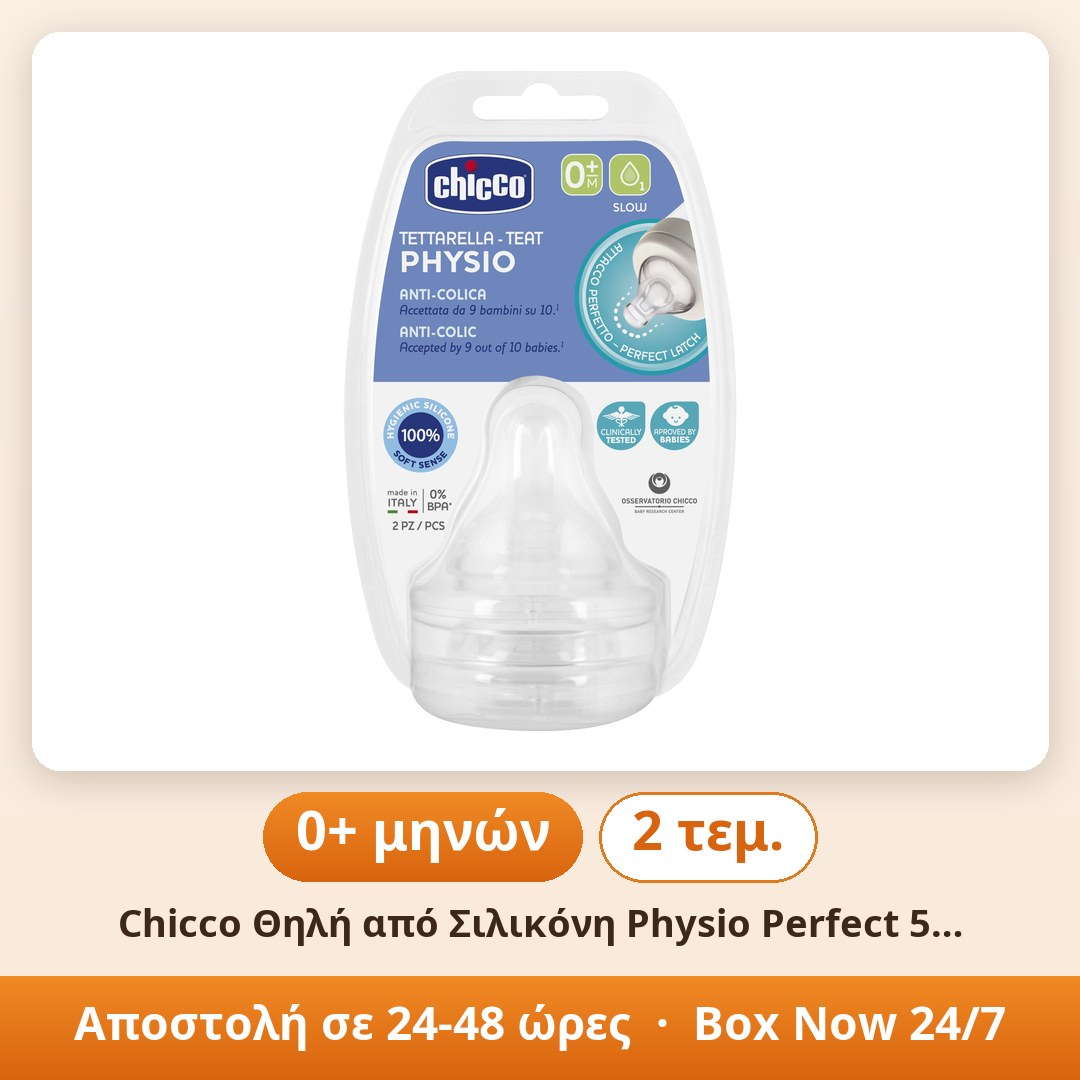 chicco
0+
M
1
SLOW
TETTARELLA - TEAT
PHYSIO
ANTI-COLICA
Accettata da 9 bambini su 10.¹
ANTI-COLIC
Accepted by 9 out of 10 babies.¹
ATTACCO PERFETTO – PERFECT LATCH
HYGIENIC SILICONE
100%
SOFT SENSE
CLINICALLY
TESTED
APROVED BY
BABIES
made in
ITALY
0%
BPA*
2 PZ / PCS
OSSERVATORIO CHICCO
BABY RESEARCH CENTER
0+ μηνών
2 τεμ.
Chicco Θηλή από Σιλικόνη Physio Perfect 5...
Αποστολή σε 24-48 ώρες · Box Now 24/7